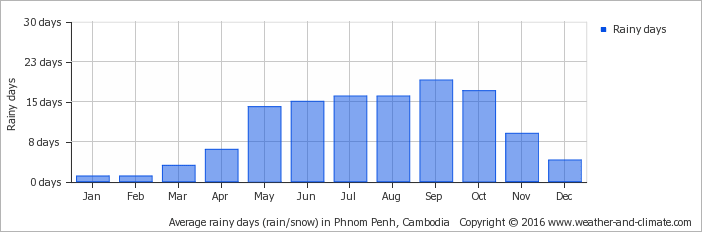 30 days
23 days
15 days
8 days
0 days
Rainy days
Jan Feb Mar Apr May Jun Jul Aug Sep Oct Nov Dec
Rainy days
Average rainy days (rain/snow) in Phnom Penh, Cambodia Copyright © 2016 www.weather-and-climate.com